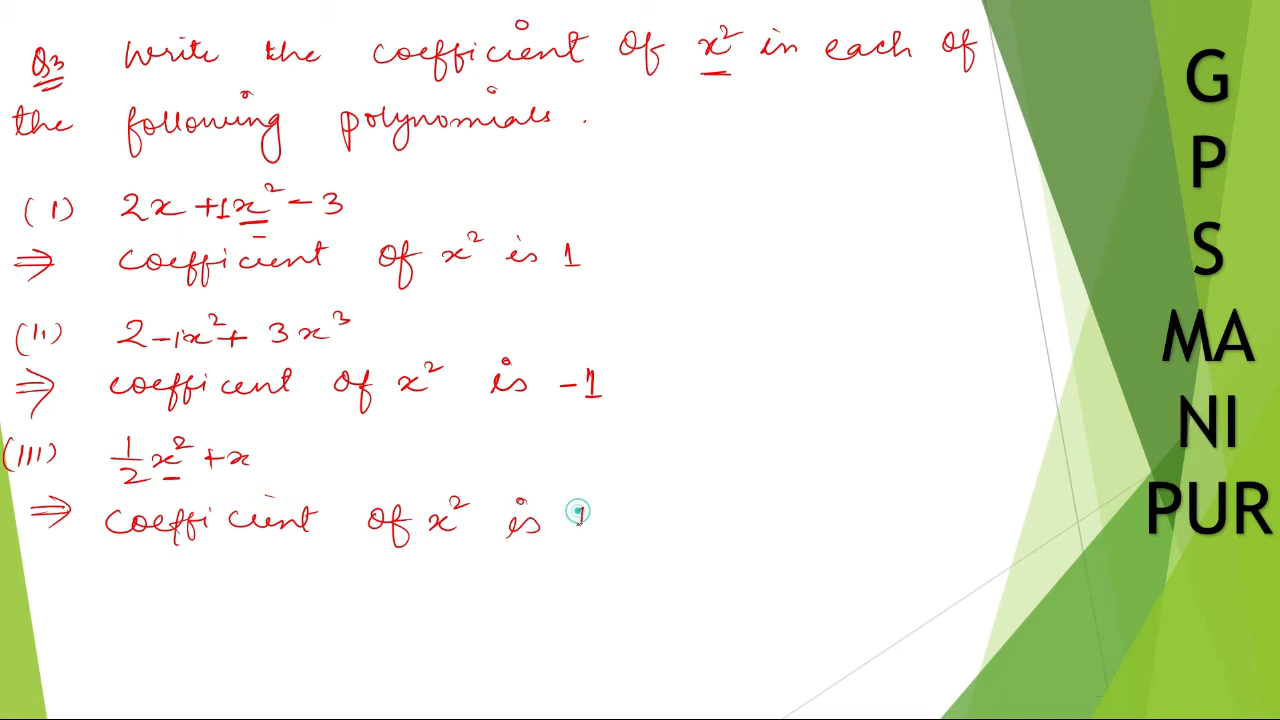 Q3 Write the coefficient of x² in each of
the following polynomials.
(I) 2x + 1x² - 3
⇒ coefficient of x² is 1
(II) 2 - 1x² + 3x³
⇒ coefficent of x² is -1
(III) 1/2 x² + x
⇒ coefficient of x² is 1
G
P
S
MA
NI
PUR